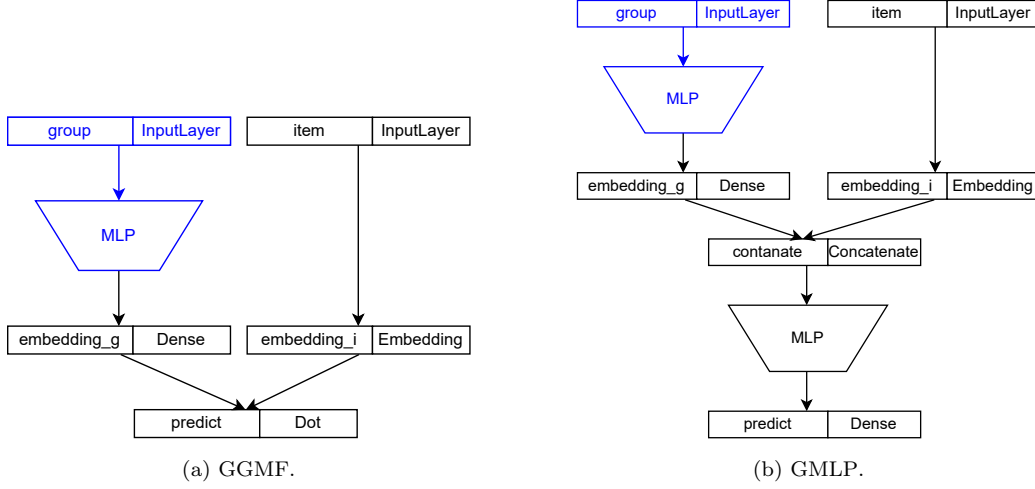 group InputLayer
item InputLayer
MLP
embedding_g Dense
embedding_i Embedding
predict Dot
(a) GGMF.
group InputLayer
item InputLayer
MLP
embedding_g Dense
embedding_i Embedding
contanate Concatenate
MLP
predict Dense
(b) GMLP.